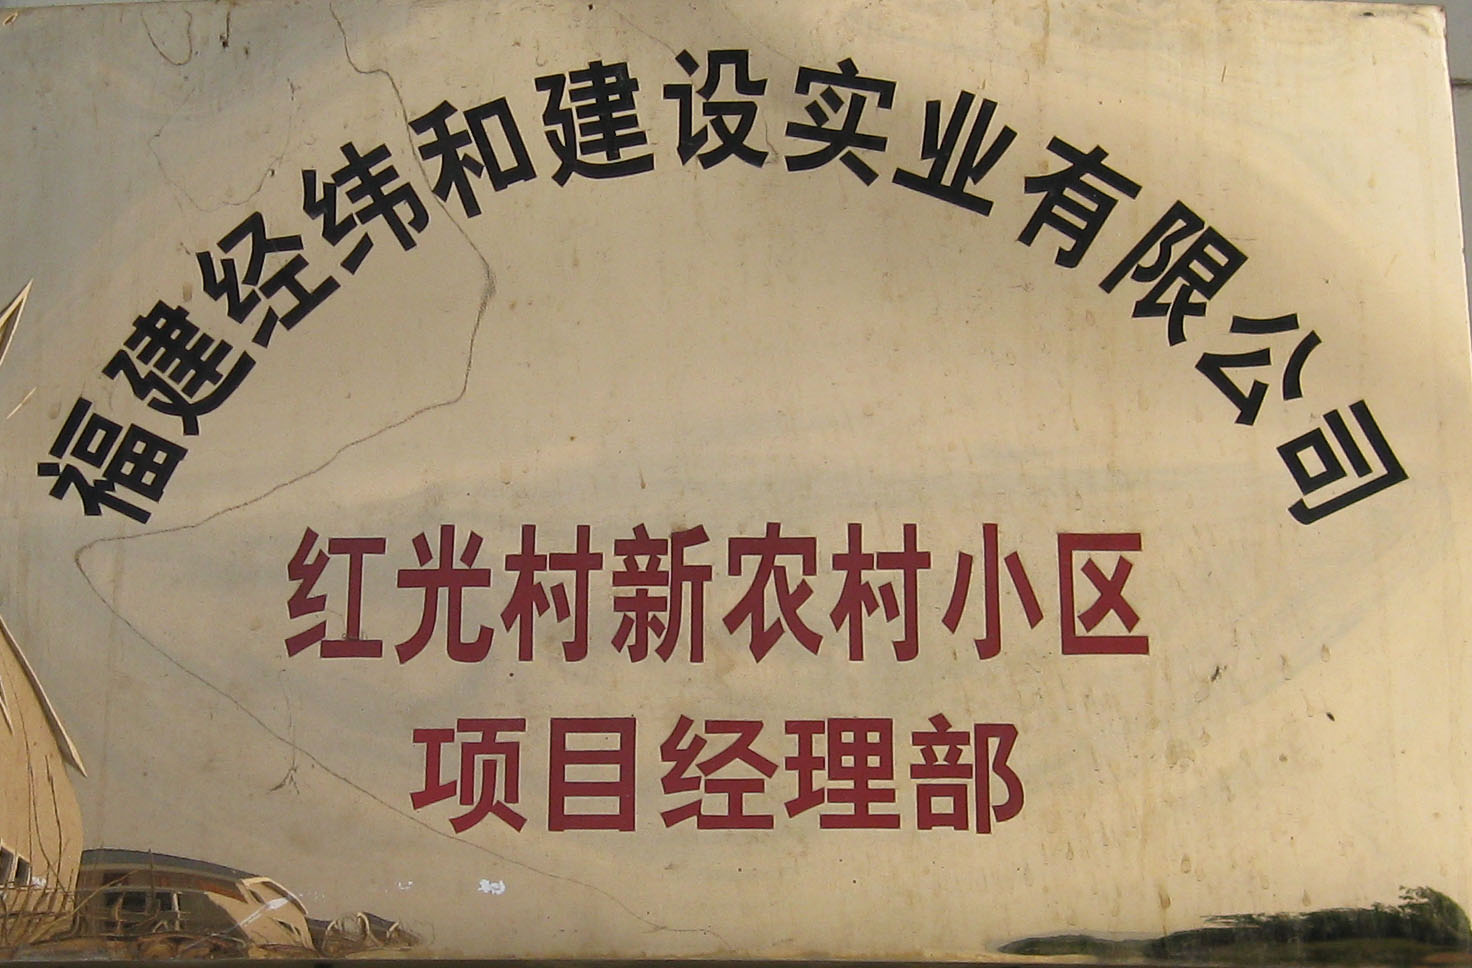 福建经纬和建设实业有限公司
红光村新农村小区
项目经理部